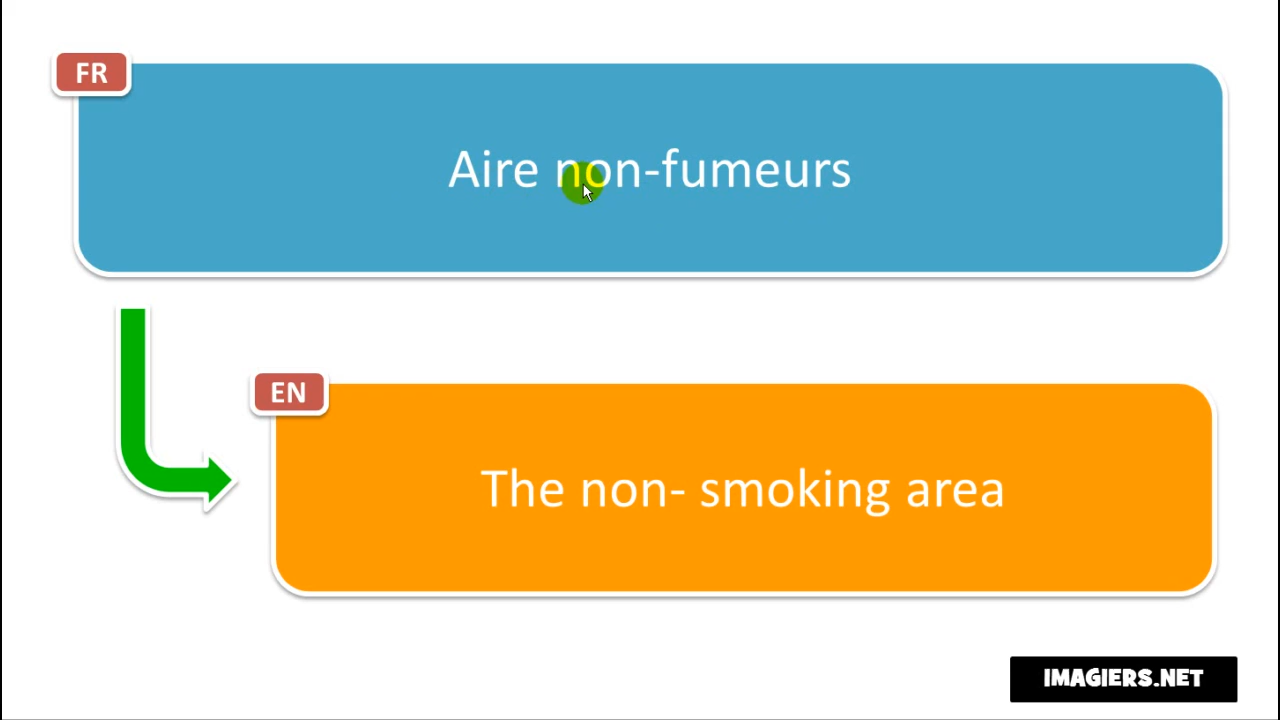 FR
Aire non-fumeurs
EN
The non- smoking area
IMAGIERS.NET